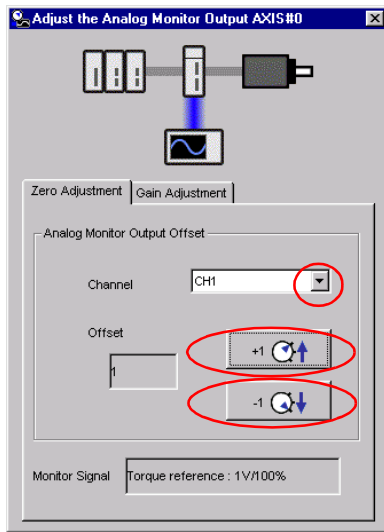 Adjust the Analog Monitor Output AXIS#0
Zero Adjustment Gain Adjustment
Analog Monitor Output Offset
Channel CH1
Offset
+1
1
-1
Monitor Signal Torque reference : 1V/100%